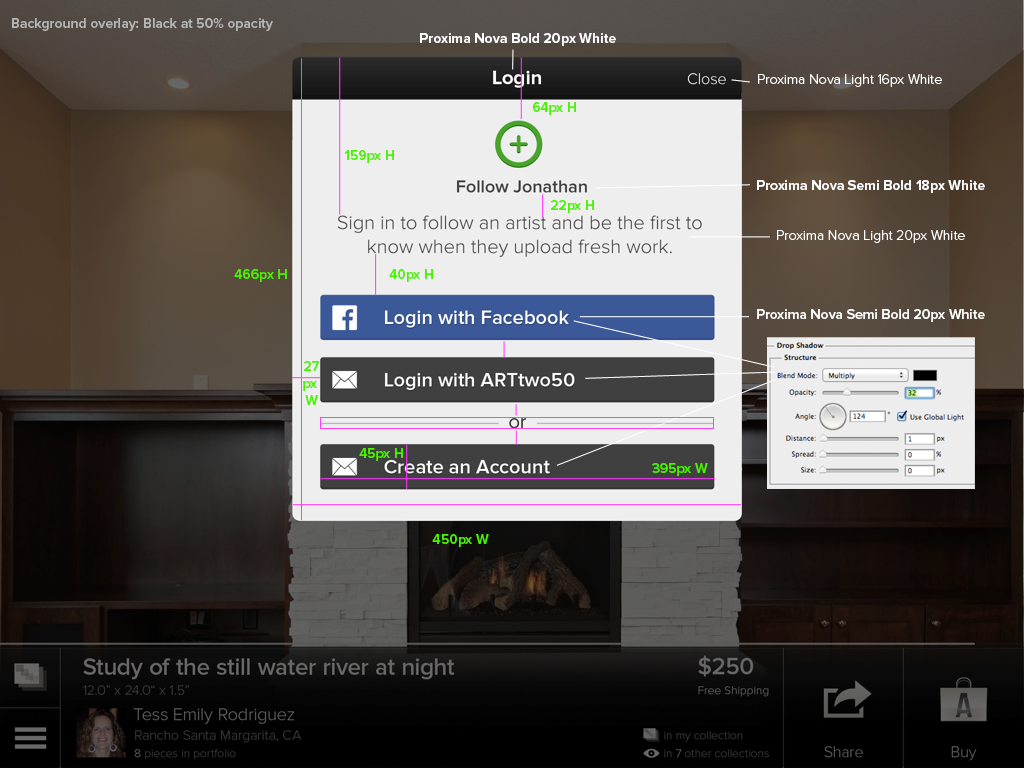 Background overlay: Black at 50% opacity
Proxima Nova Bold 20px White
Login
Close
Proxima Nova Light 16px White
64px H
159px H
Follow Jonathan
Proxima Nova Semi Bold 18px White
22px H
Sign in to follow an artist and be the first to
know when they upload fresh work.
Proxima Nova Light 20px White
466px H
40px H
Login with Facebook
Proxima Nova Semi Bold 20px White
Drop Shadow
Structure
Blend Mode: Multiply
Opacity: 32 %
Angle: 124 ° Use Global Light
Distance: 1 px
Spread: 0 %
Size: 0 px
27
px
W
Login with ARTtwo50
or
45px H
Create an Account
395px W
450px W
Study of the still water river at night
12.0" x 24.0" x 1.5"
$250
Free Shipping
Tess Emily Rodriguez
Rancho Santa Margarita, CA
8 pieces in portfolio
in my collection
in 7 other collections
Share
A
Buy